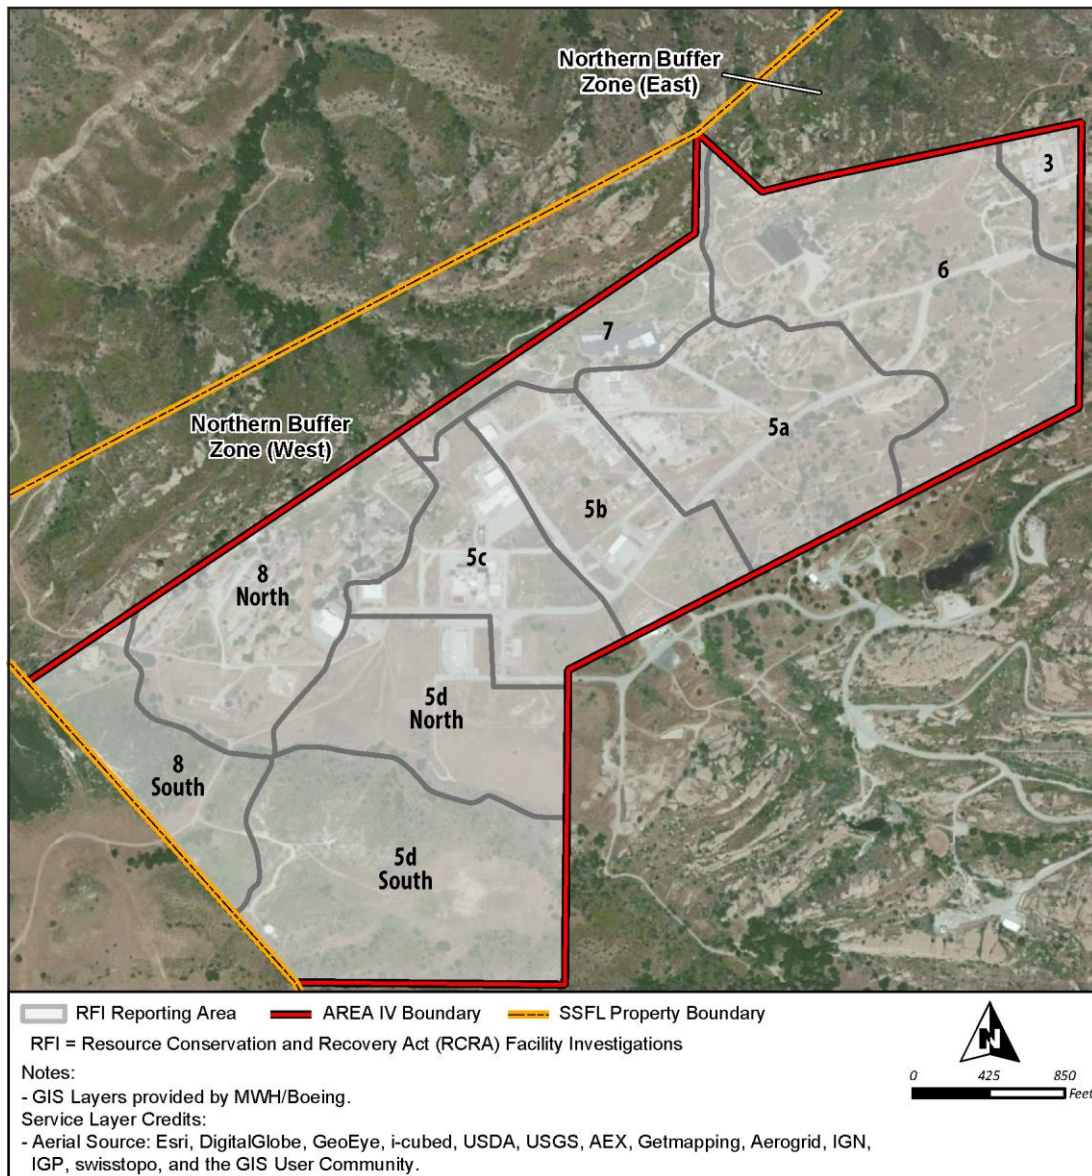 Northern Buffer
Zone (East)
3
6
7
Northern Buffer
Zone (West)
5a
5b
5c
8
North
5d
North
8
South
5d
South
RFI Reporting Area
AREA IV Boundary
SSFL Property Boundary
RFI = Resource Conservation and Recovery Act (RCRA) Facility Investigations
N
Notes:
0 425 850
Feet
- GIS Layers provided by MWH/Boeing.
Service Layer Credits:
- Aerial Source: Esri, DigitalGlobe, GeoEye, i-cubed, USDA, USGS, AEX, Getmapping, Aerogrid, IGN,
IGP, swisstopo, and the GIS User Community.